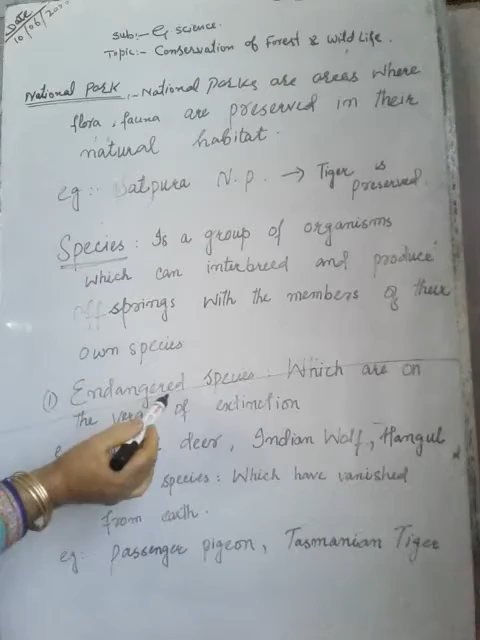 Date
10/06/20
Sub:- G science.
Topic:- Conservation of Forest & Wild Life.
National Park :- National Parks are areas where
flora, fauna are preserved in their
natural habitat.
eg:- Satpura N.P. → Tiger is
preserved
Species : Is a group of organisms
which can interbreed and produce
off springs with the members of their
own species
① Endangered species : Which are on
the verge of extinction
deer, Indian Wolf, Hangul
species : Which have vanished
from earth.
eg: Passenger pigeon, Tasmanian Tiger